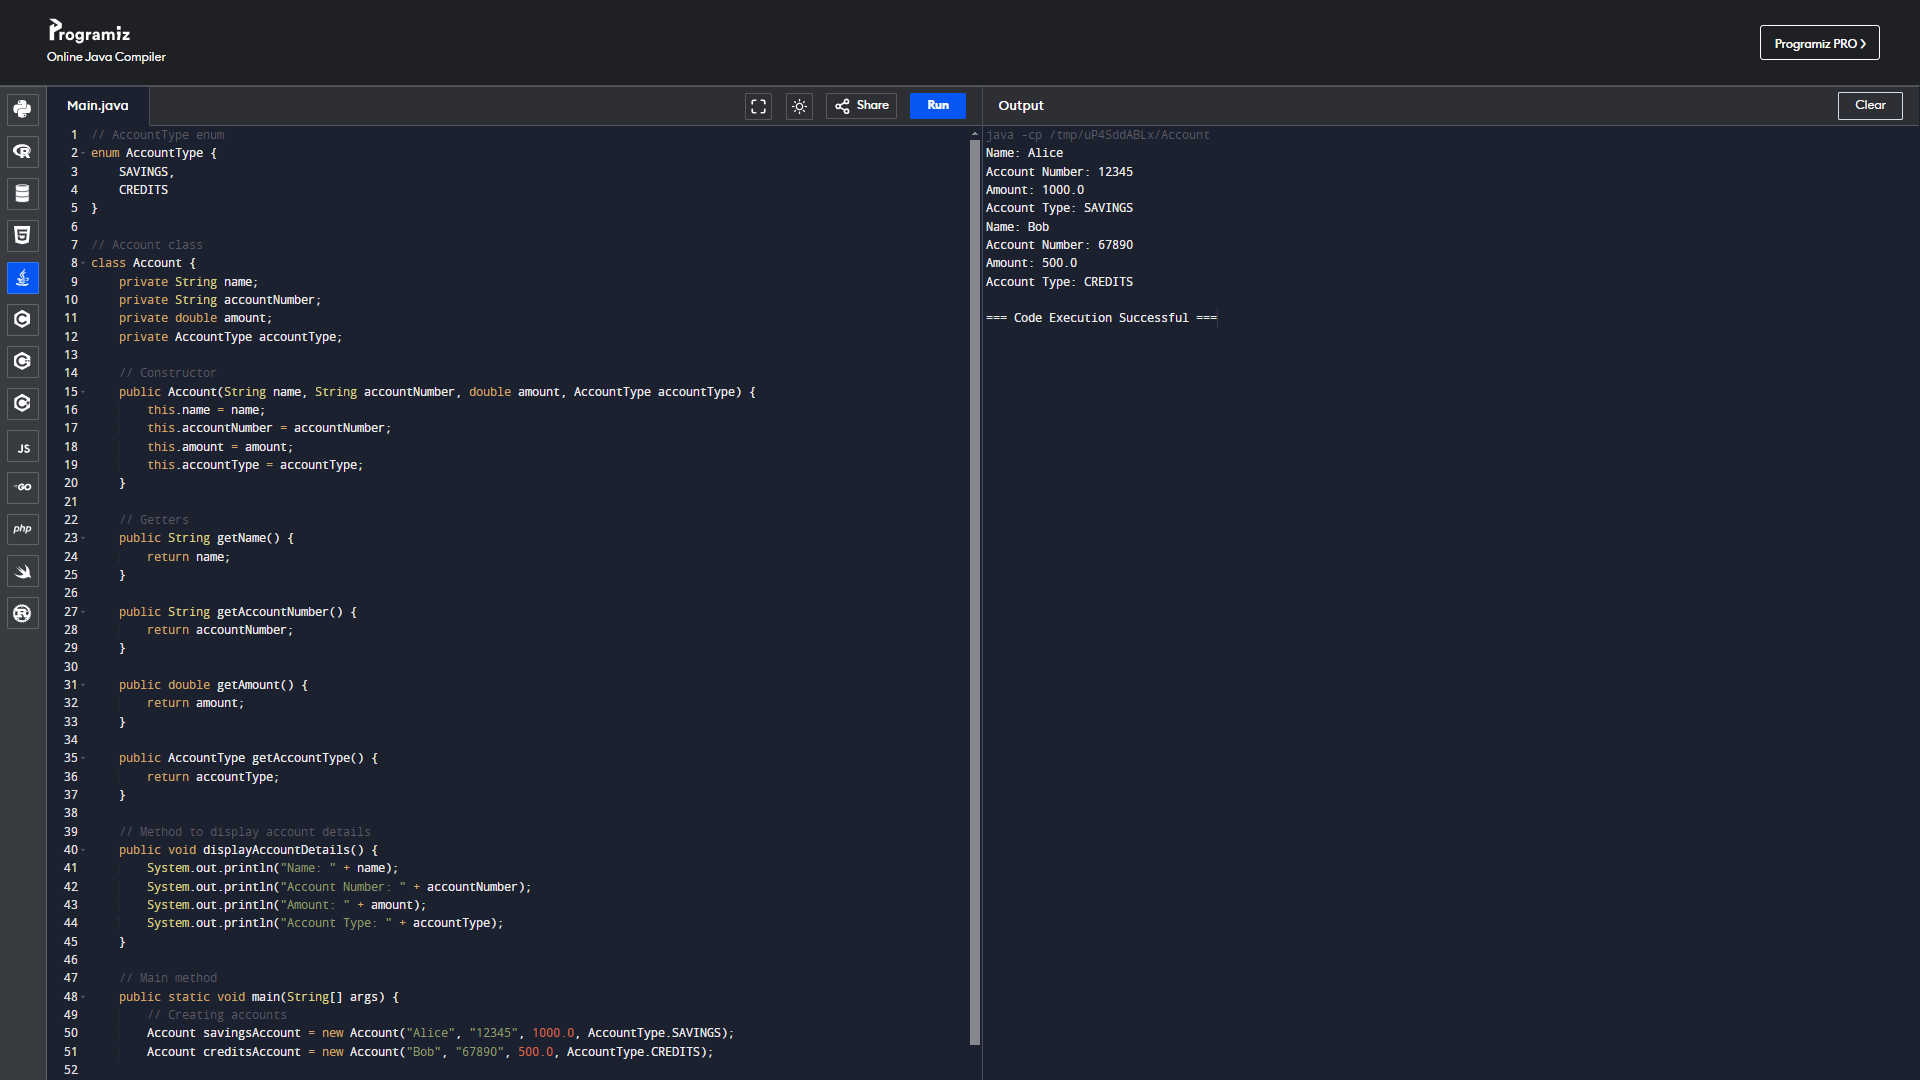 Programiz
Online Java Compiler
Programiz PRO
Main.java
Share
Run
Output
Clear
JS
GO
php
1 // AccountType enum
2 enum AccountType {
3     SAVINGS,
4     CREDITS
5 }
6
7 // Account class
8 class Account {
9     private String name;
10     private String accountNumber;
11     private double amount;
12     private AccountType accountType;
13
14     // Constructor
15     public Account(String name, String accountNumber, double amount, AccountType accountType) {
16         this.name = name;
17         this.accountNumber = accountNumber;
18         this.amount = amount;
19         this.accountType = accountType;
20     }
21
22     // Getters
23     public String getName() {
24         return name;
25     }
26
27     public String getAccountNumber() {
28         return accountNumber;
29     }
30
31     public double getAmount() {
32         return amount;
33     }
34
35     public AccountType getAccountType() {
36         return accountType;
37     }
38
39     // Method to display account details
40     public void displayAccountDetails() {
41         System.out.println("Name: " + name);
42         System.out.println("Account Number: " + accountNumber);
43         System.out.println("Amount: " + amount);
44         System.out.println("Account Type: " + accountType);
45     }
46
47     // Main method
48     public static void main(String[] args) {
49         // Creating accounts
50         Account savingsAccount = new Account("Alice", "12345", 1000.0, AccountType.SAVINGS);
51         Account creditsAccount = new Account("Bob", "67890", 500.0, AccountType.CREDITS);
52
java -cp /tmp/uP4SddABLx/Account
Name: Alice
Account Number: 12345
Amount: 1000.0
Account Type: SAVINGS
Name: Bob
Account Number: 67890
Amount: 500.0
Account Type: CREDITS
=== Code Execution Successful ===